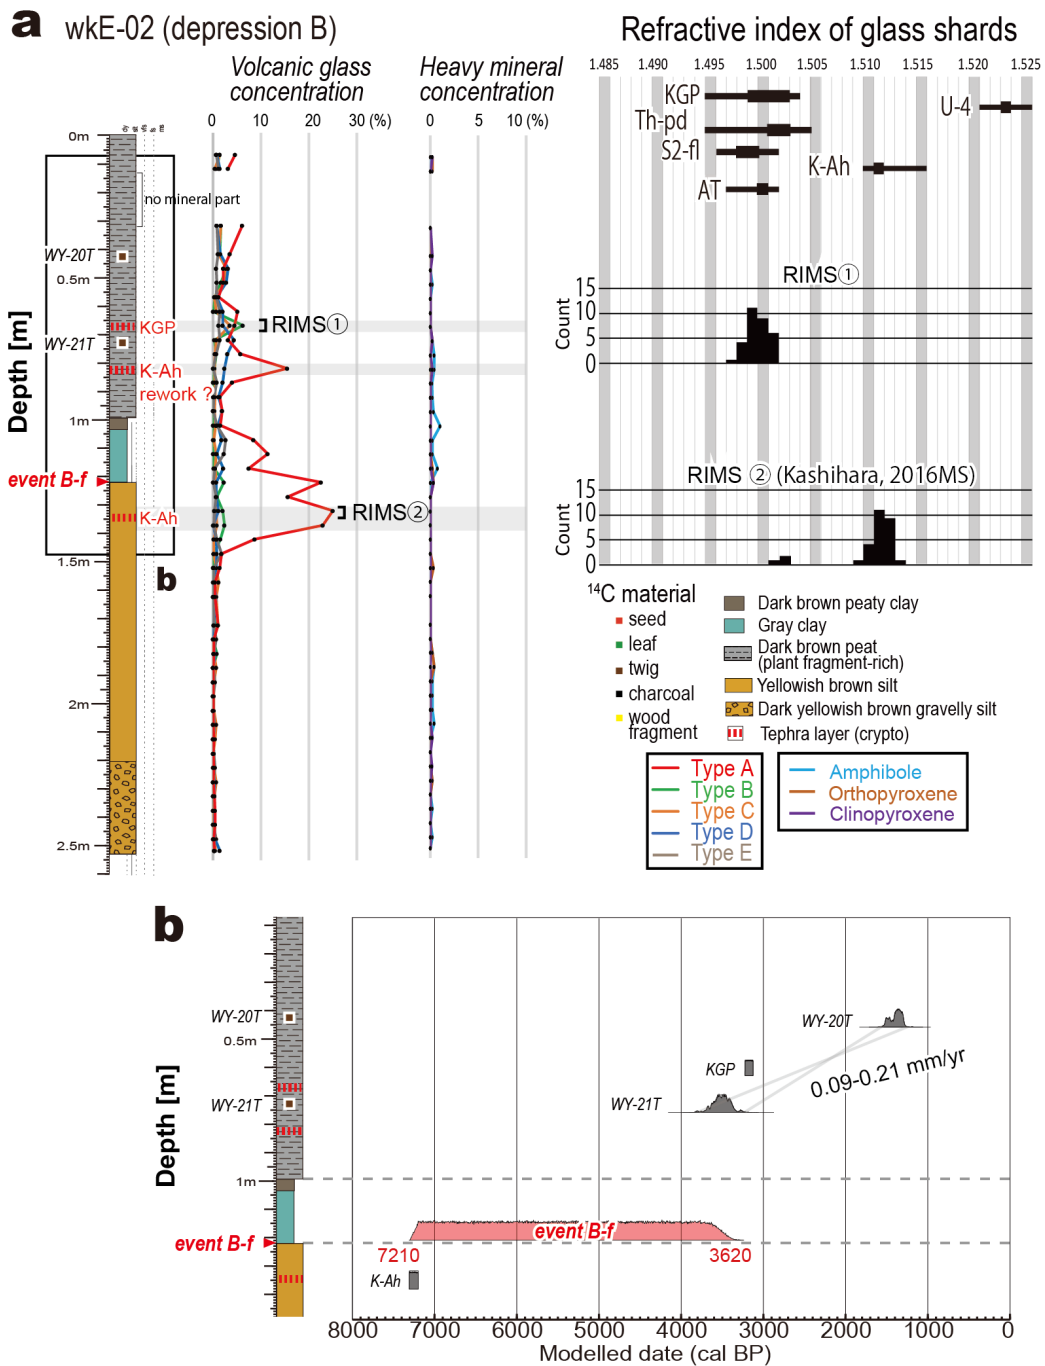 a wkE-02 (depression B)
Refractive index of glass shards
Volcanic glass
concentration
Heavy mineral
concentration
0 10 20 30 (%)
0 5 10 (%)
1.485 1.490 1.495 1.500 1.505 1.510 1.515 1.520 1.525
KGP
U-4
Th-pd
S2-fl
K-Ah
AT
Depth [m]
0m
no mineral part
WY-20T
0.5m
KGP
RIMS①
WY-21T
K-Ah
rework ?
1m
event B-f
K-Ah
RIMS②
1.5m
b
2m
2.5m
RIMS①
Count
15
10
5
0
RIMS ② (Kashihara, 2016MS)
Count
15
10
5
0
14C material
seed
leaf
twig
charcoal
wood
fragment
Dark brown peaty clay
Gray clay
Dark brown peat
(plant fragment-rich)
Yellowish brown silt
Dark yellowish brown gravelly silt
Tephra layer (crypto)
Type A
Type B
Type C
Type D
Type E
Amphibole
Orthopyroxene
Clinopyroxene
b
Depth [m]
WY-20T
0.5m
WY-21T
1m
event B-f
WY-20T
KGP
0.09-0.21 mm/yr
WY-21T
event B-f
7210
3620
K-Ah
8000 7000 6000 5000 4000 3000 2000 1000 0
Modelled date (cal BP)